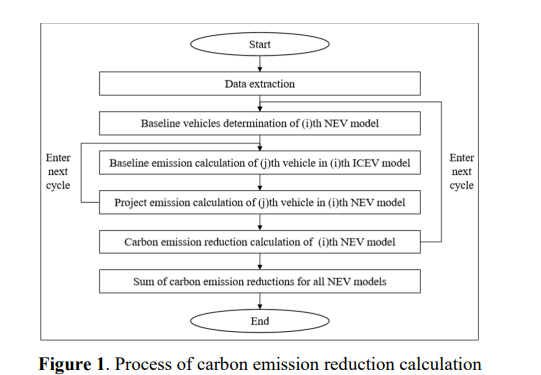 Start
Data extraction
Baseline vehicles determination of (i)th NEV model
Enter
next
cycle
Baseline emission calculation of (j)th vehicle in (i)th ICEV model
Enter
next
cycle
Project emission calculation of (j)th vehicle in (i)th NEV model
Carbon emission reduction calculation of (i)th NEV model
Sum of carbon emission reductions for all NEV models
End
Figure 1. Process of carbon emission reduction calculation